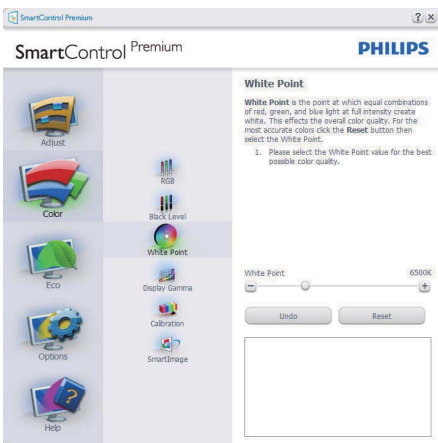 SmartControl Premium
? ×
SmartControl Premium
PHILIPS
Adjust
Color
Eco
Options
Help
RGB
Black Level
White Point
Display Gamma
Calibration
SmartImage
White Point
White Point is the point at which equal combinations
of red, green, and blue light at full intensity create
white. This effects the overall color quality. For the
most accurate colors click the Reset button then
select the White Point.
1. Please select the White Point value for the best
possible color quality.
White Point 6500K
Undo Reset